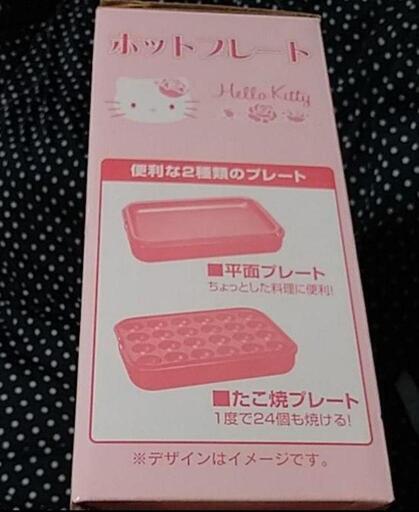 ホットプレート
Hello Kitty
便利な2種類のプレート
■平面プレート
ちょっとした料理に便利!
■たこ焼プレート
1度で24個も焼ける!
※デザインはイメージです。